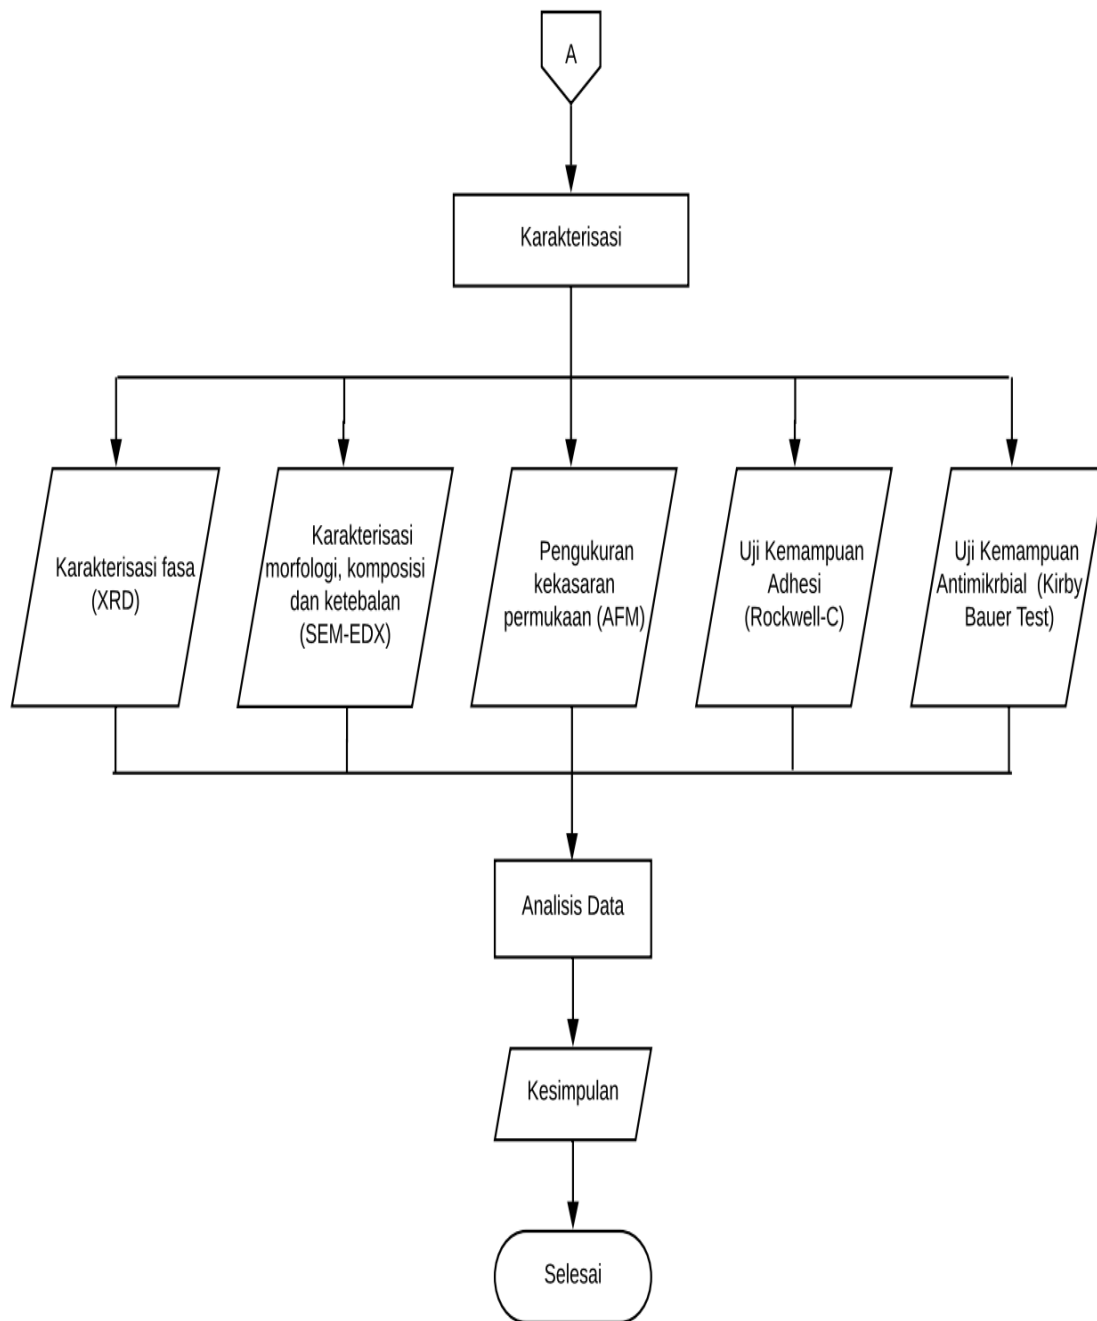 A
Karakterisasi
Karakterisasi fasa
(XRD)
Karakterisasi
morfologi, komposisi
dan ketebalan
(SEM-EDX)
Pengukuran
kekasaran
permukaan (AFM)
Uji Kemampuan
Adhesi
(Rockwell-C)
Uji Kemampuan
Antimikrbial (Kirby
Bauer Test)
Analisis Data
Kesimpulan
Selesai